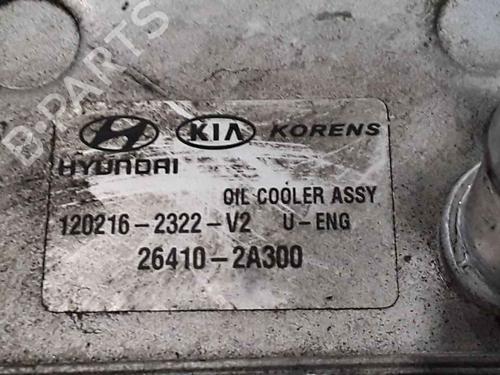 B-PARTS
KIA KORENS
HYUNDAI
OIL COOLER ASSY
120216-2322-V2 U-ENG
26410-2A300